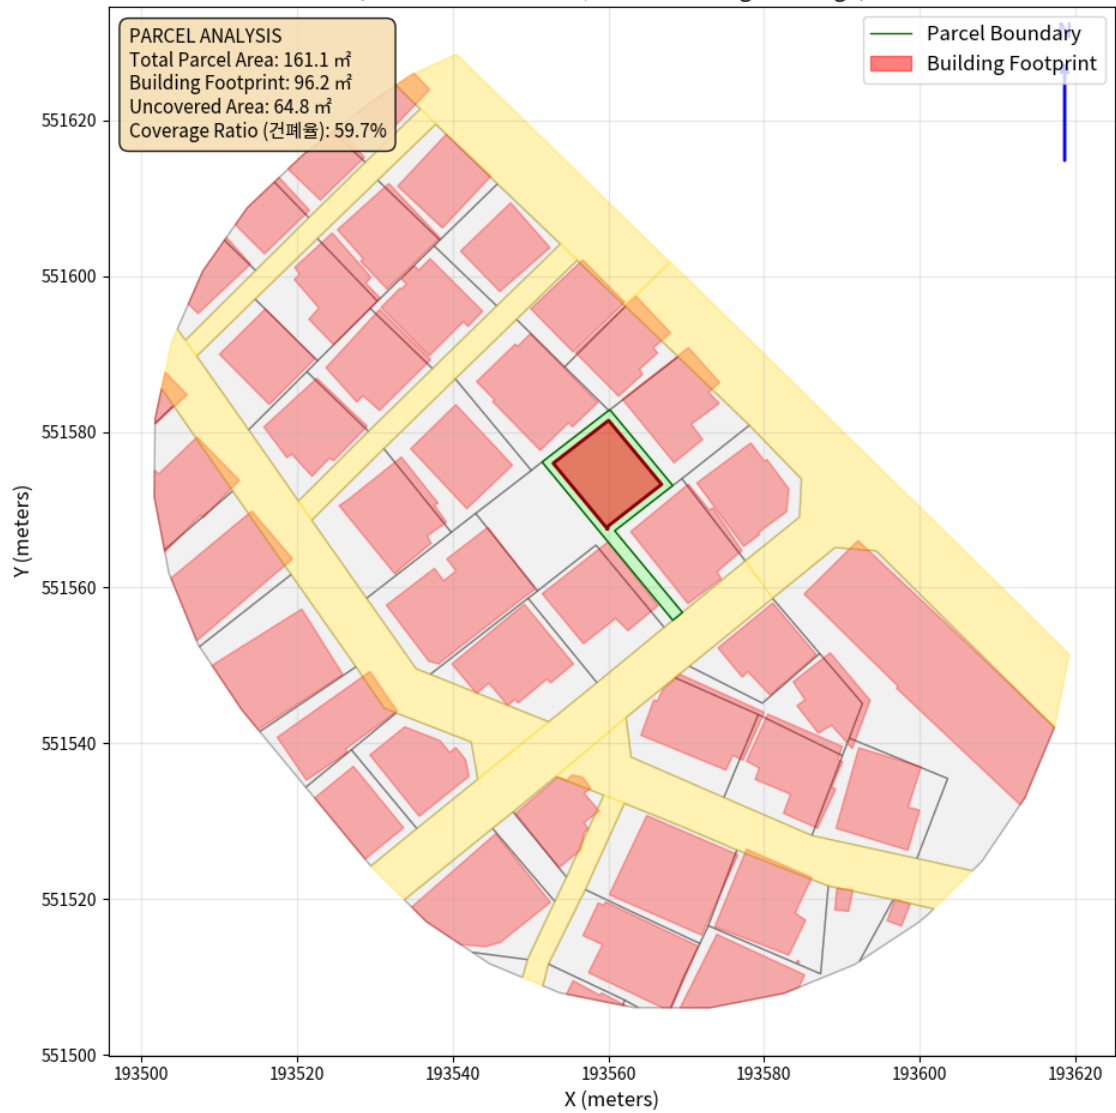 PARCEL ANALYSIS
Total Parcel Area: 161.1 ㎡
Building Footprint: 96.2 ㎡
Uncovered Area: 64.8 ㎡
Coverage Ratio (건폐율): 59.7%
N
Parcel Boundary
Building Footprint
551620
551600
551580
551560
551540
551520
551500
Y (meters)
193500
193520
193540
193560
193580
193600
193620
X (meters)